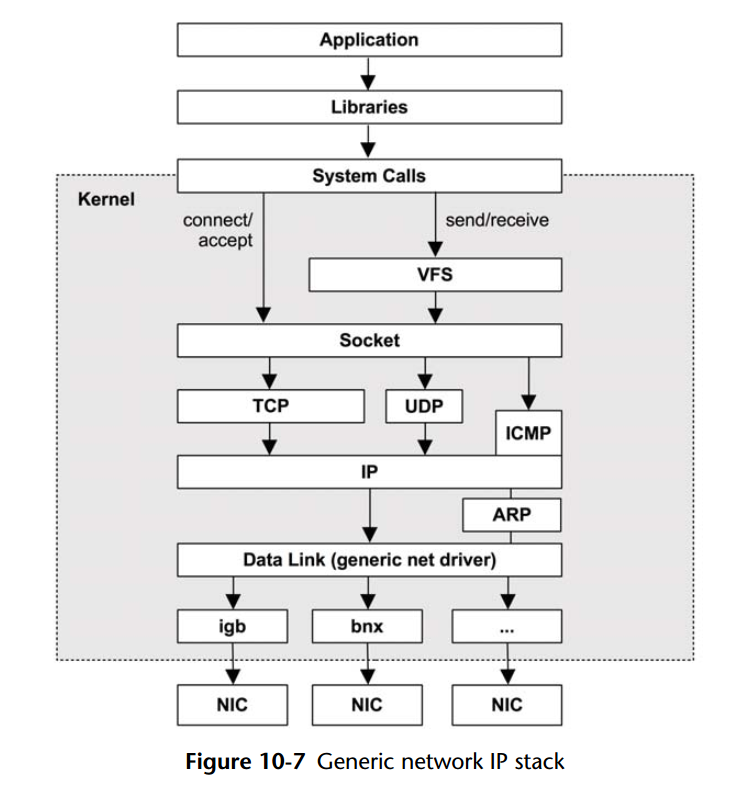 Application
Libraries
System Calls
Kernel
connect/
accept
send/receive
VFS
Socket
TCP
UDP
ICMP
IP
ARP
Data Link (generic net driver)
igb
bnx
...
NIC
NIC
NIC
Figure 10-7 Generic network IP stack